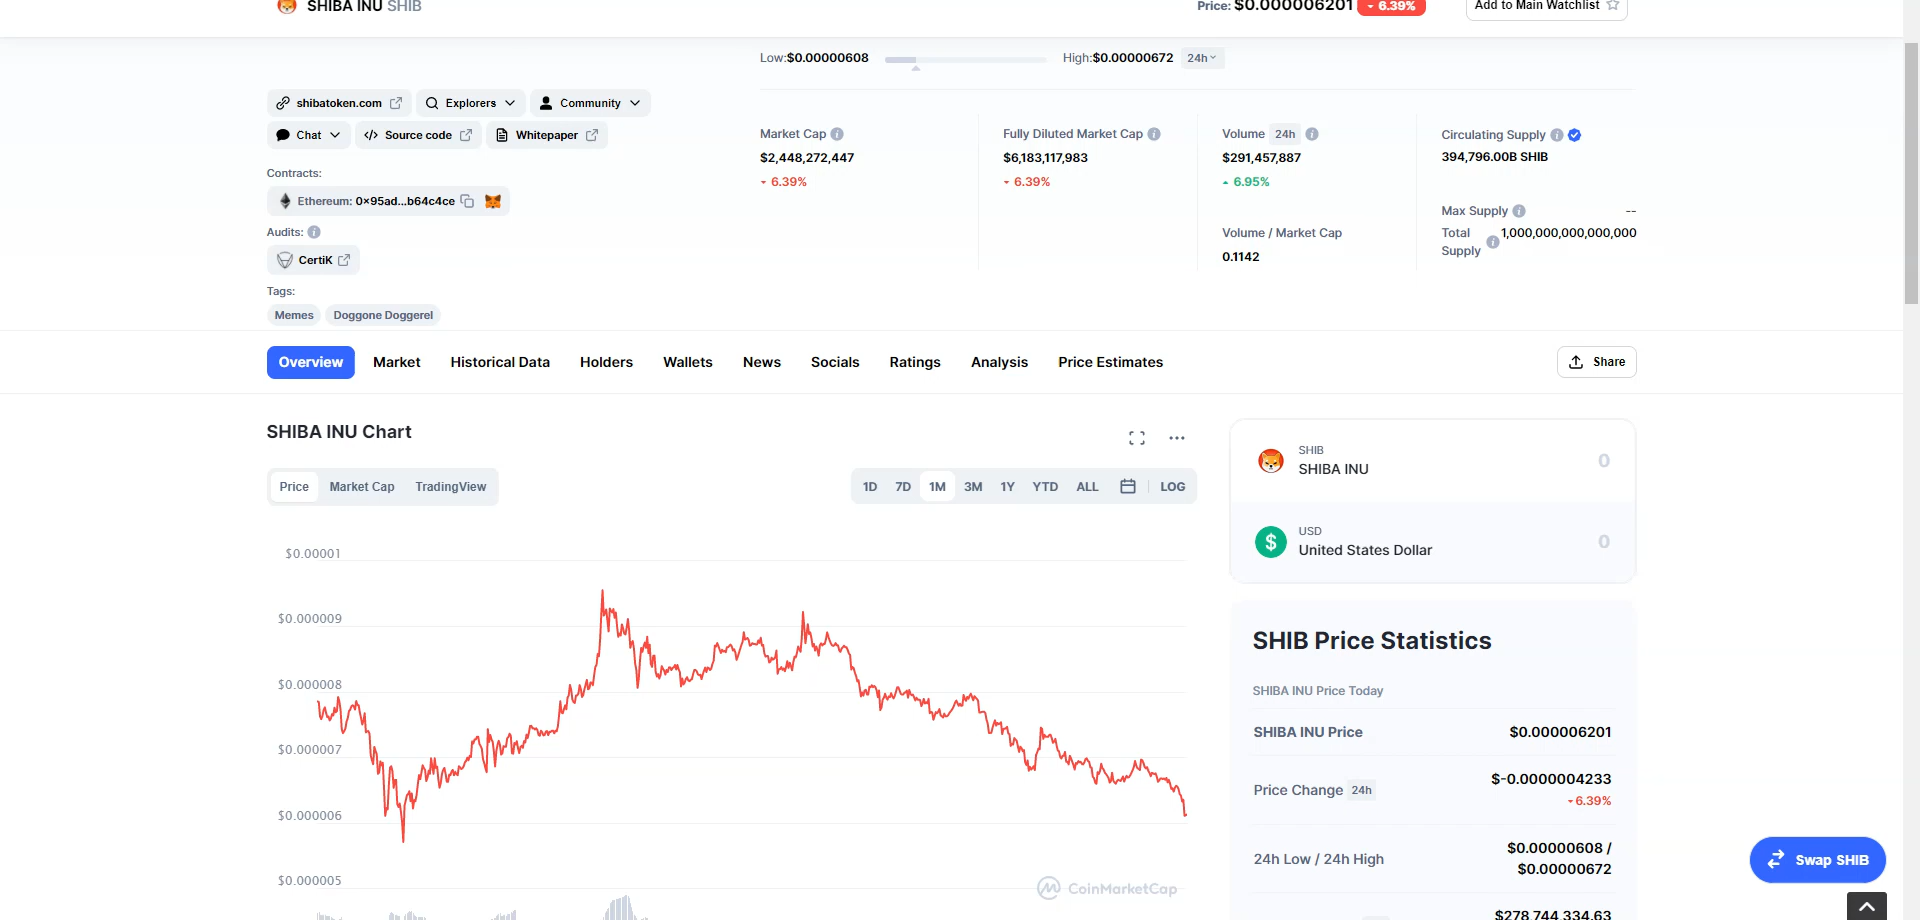 SHIBA INU SHIB
Price: $0.000006201 6.39%
Add to Main Watchlist
Low:$0.00000608
High:$0.00000672 24h
shibatoken.com Explorers Community
Chat Source code Whitepaper
Contracts:
Ethereum: 0x95ad...b64c4ce
Audits:
CertiK
Tags:
Memes Doggone Doggerel
Market Cap
$2,448,272,447
6.39%
Fully Diluted Market Cap
$6,183,117,983
6.39%
Volume 24h
$291,457,887
6.95%
Volume / Market Cap
0.1142
Circulating Supply
394,796.00B SHIB
Max Supply --
Total Supply 1,000,000,000,000,000
Overview Market Historical Data Holders Wallets News Socials Ratings Analysis Price Estimates
Share
SHIBA INU Chart
Price Market Cap TradingView
1D 7D 1M 3M 1Y YTD ALL LOG
$0.00001
$0.000009
$0.000008
$0.000007
$0.000006
$0.000005
CoinMarketCap
SHIB
SHIBA INU 0
USD
United States Dollar 0
SHIB Price Statistics
SHIBA INU Price Today
SHIBA INU Price $0.000006201
Price Change 24h $-0.0000004233
6.39%
24h Low / 24h High $0.00000608 /
$0.00000672
$278,744,334.63
Swap SHIB